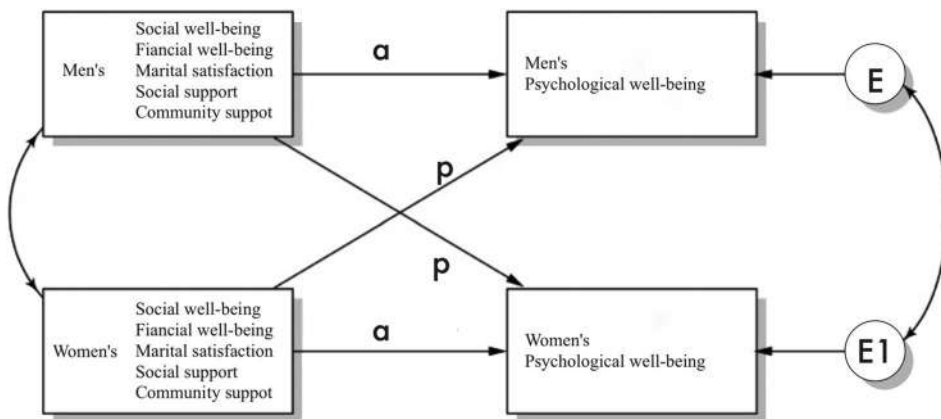 Social well-being
Fiancial well-being
Men's Marital satisfaction
Social support
Community suppot
a
Men's
Psychological well-being
E
p
p
Social well-being
Fiancial well-being
Women's Marital satisfaction
Social support
Community suppot
a
Women's
Psychological well-being
E1